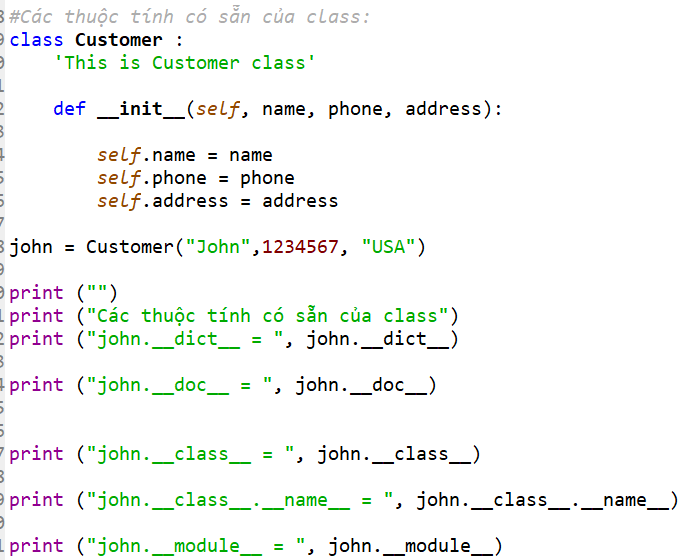 #Các thuộc tính có sẵn của class:
class Customer :
    'This is Customer class'
    def __init__(self, name, phone, address):
        self.name = name
        self.phone = phone
        self.address = address
john = Customer("John",1234567, "USA")
print ("")
print ("Các thuộc tính có sẵn của class")
print ("john.__dict__ = ", john.__dict__)
print ("john.__doc__ = ", john.__doc__)
print ("john.__class__ = ", john.__class__)
print ("john.__class__.__name__ = ", john.__class__.__name__)
print ("john.__module__ = ", john.__module__)